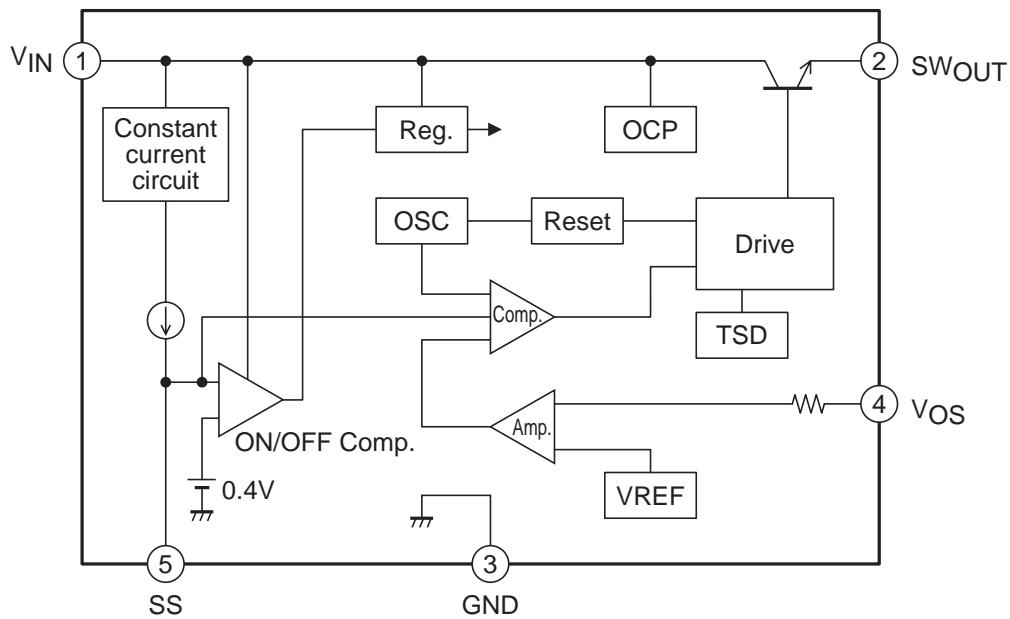 VIN
1
2
SWOUT
Constant
current
circuit
Reg.
OCP
OSC
Reset
Drive
Comp.
TSD
4
VOS
Amp.
ON/OFF Comp.
0.4V
VREF
5
3
SS
GND